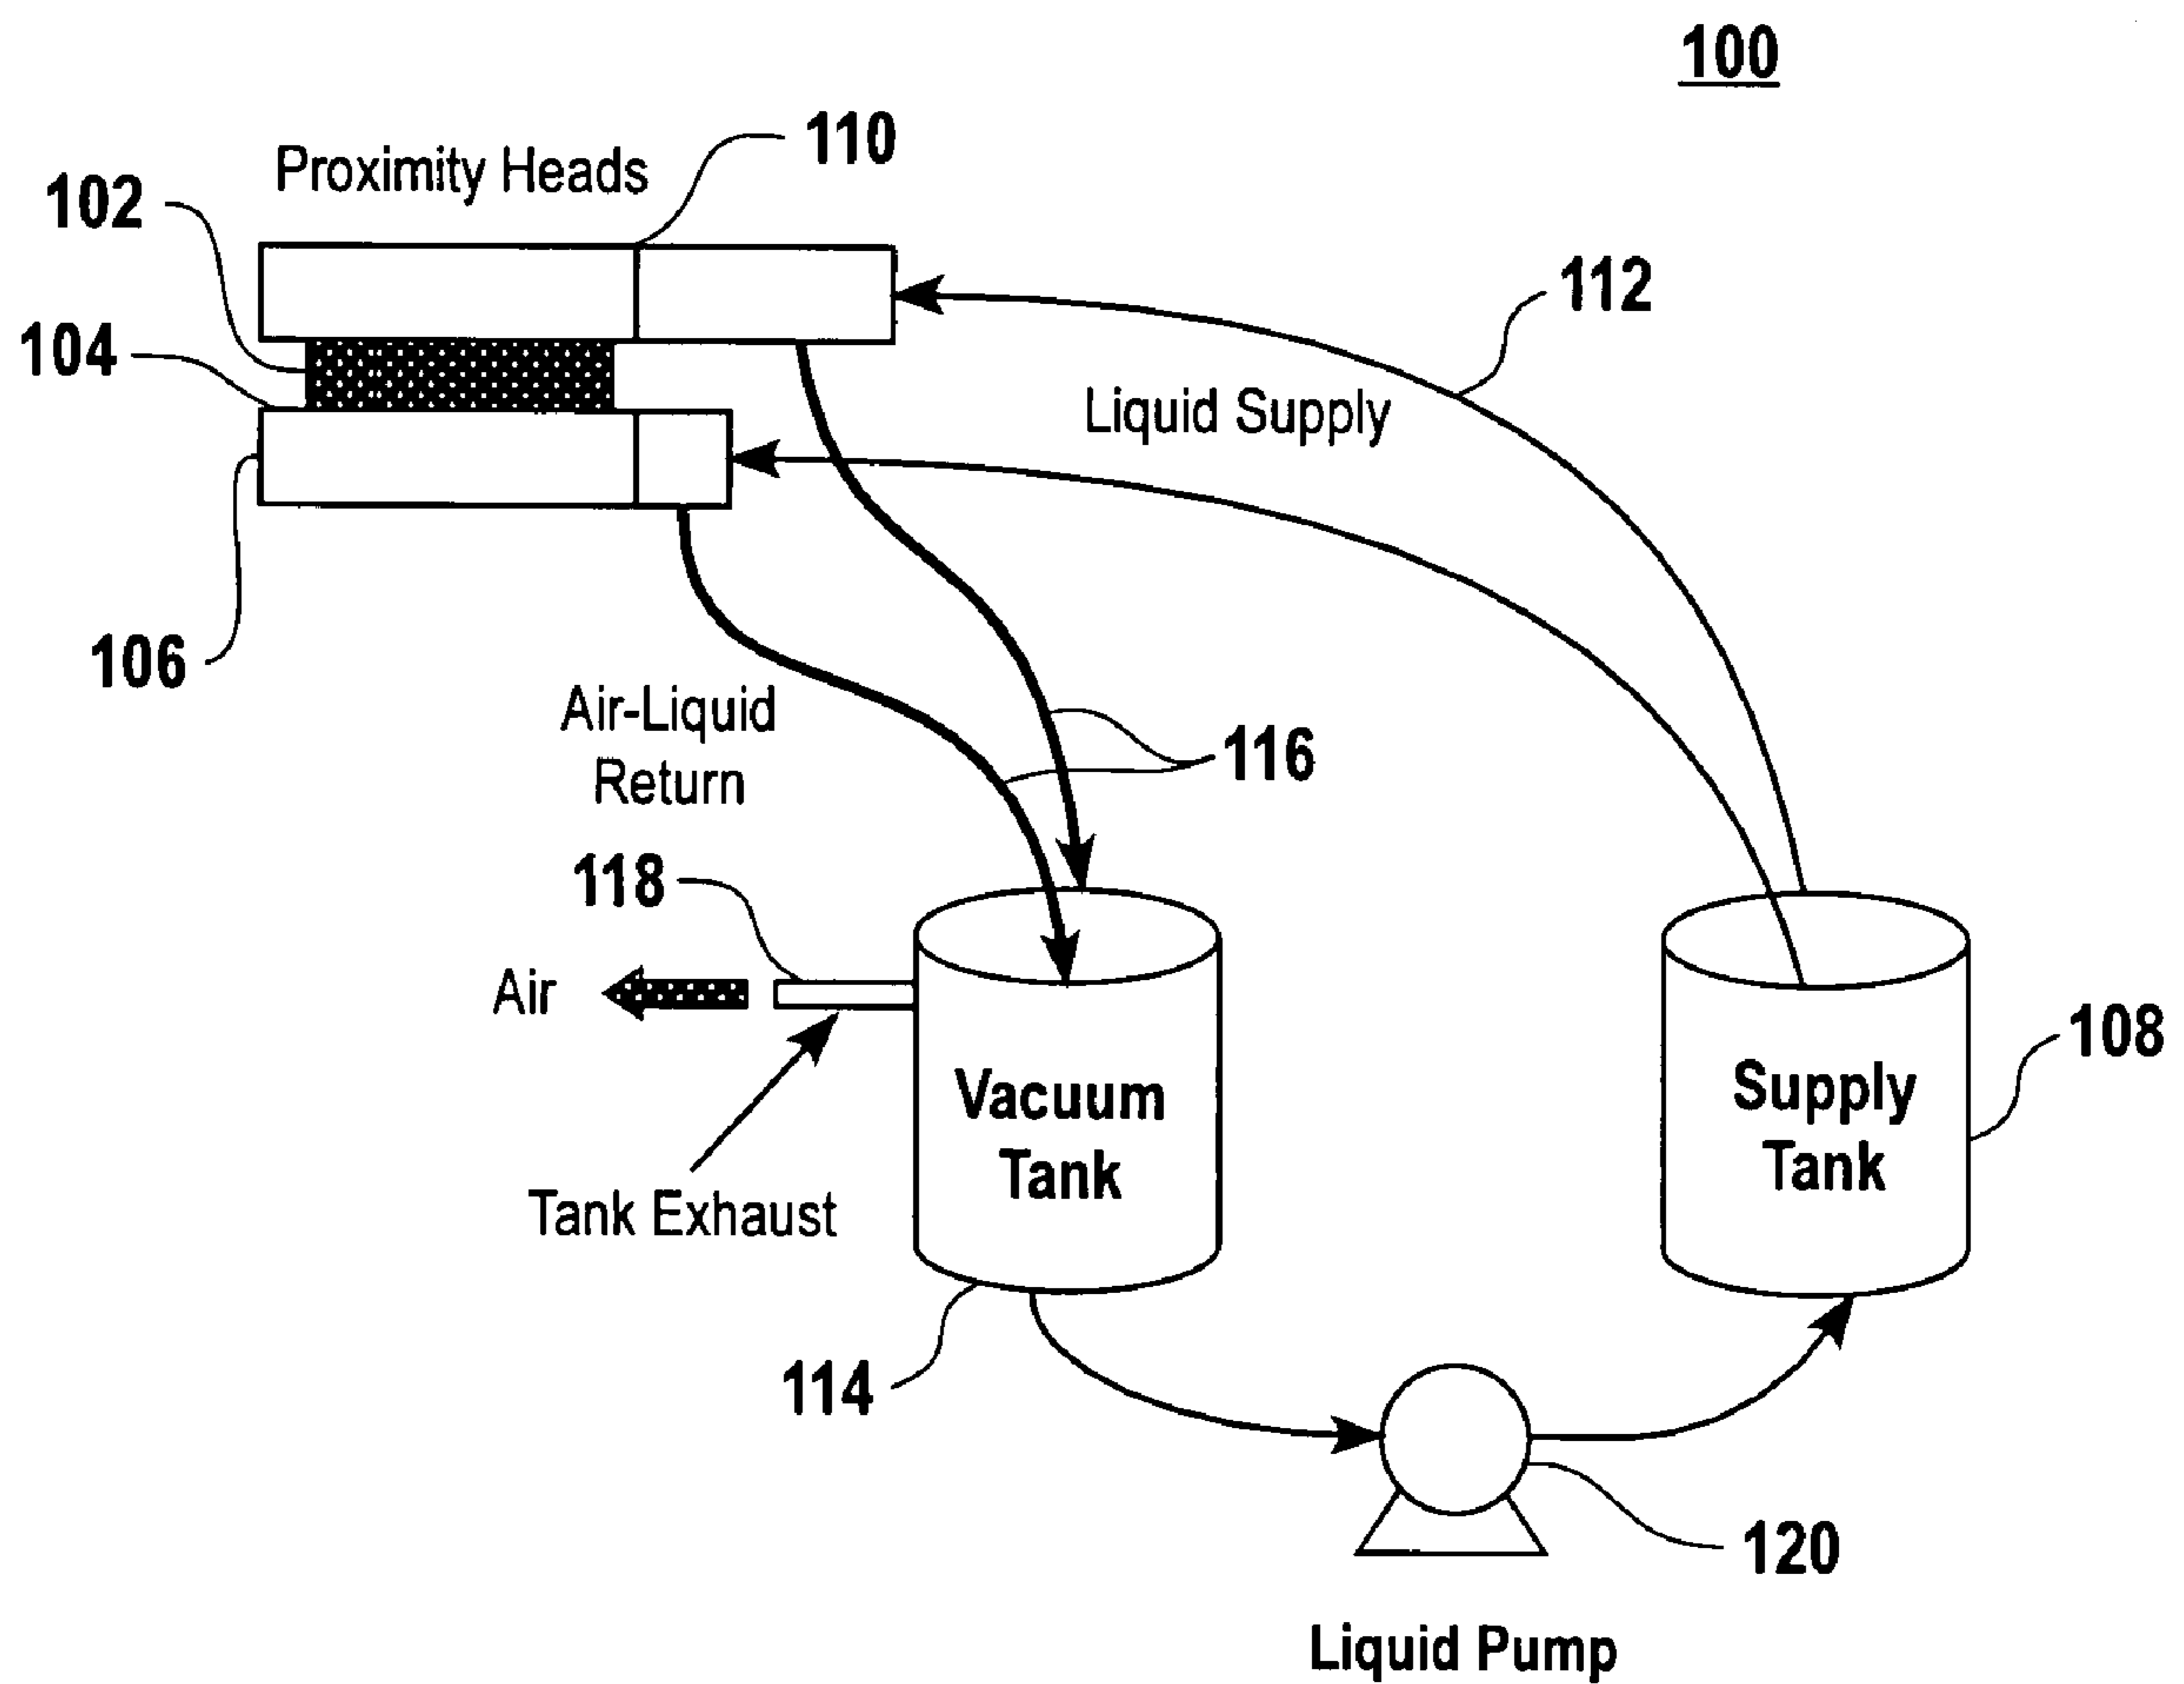 100
110
Proximity Heads
102
112
104
Liquid Supply
106
Air-Liquid
Return
116
118
Air
108
Vacuum
Tank
Supply
Tank
Tank Exhaust
114
120
Liquid Pump